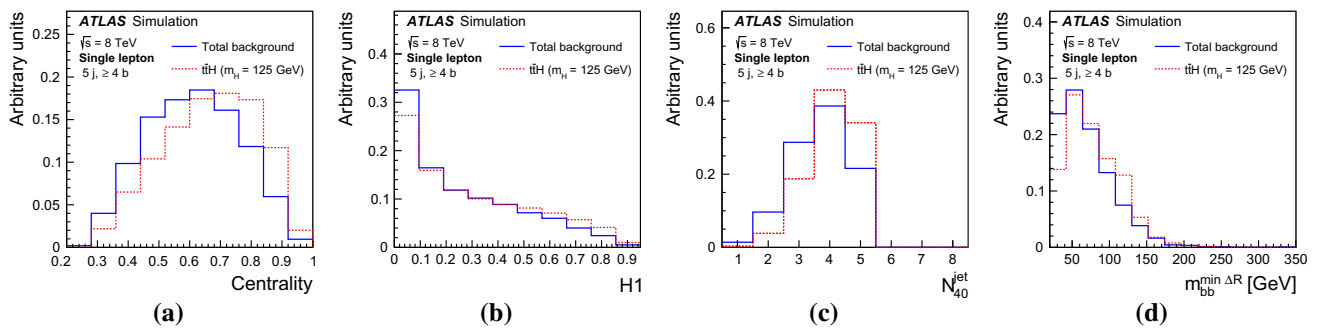 ATLAS Simulation
√s = 8 TeV
Single lepton
5 j, ≥ 4 b
Total background
tt̄H (m_H = 125 GeV)
Arbitrary units
0.25
0.2
0.15
0.1
0.05
0
0.2 0.3 0.4 0.5 0.6 0.7 0.8 0.9 1
Centrality
(a)
ATLAS Simulation
√s = 8 TeV
Single lepton
5 j, ≥ 4 b
Total background
tt̄H (m_H = 125 GeV)
Arbitrary units
0.4
0.3
0.2
0.1
0
0 0.1 0.2 0.3 0.4 0.5 0.6 0.7 0.8 0.9
H1
(b)
ATLAS Simulation
√s = 8 TeV
Single lepton
5 j, ≥ 4 b
Total background
tt̄H (m_H = 125 GeV)
Arbitrary units
0.6
0.4
0.2
0
1 2 3 4 5 6 7 8
N_40^jet
(c)
ATLAS Simulation
√s = 8 TeV
Single lepton
5 j, ≥ 4 b
Total background
tt̄H (m_H = 125 GeV)
Arbitrary units
0.4
0.3
0.2
0.1
0
50 100 150 200 250 300 350
m_bb^min ΔR [GeV]
(d)